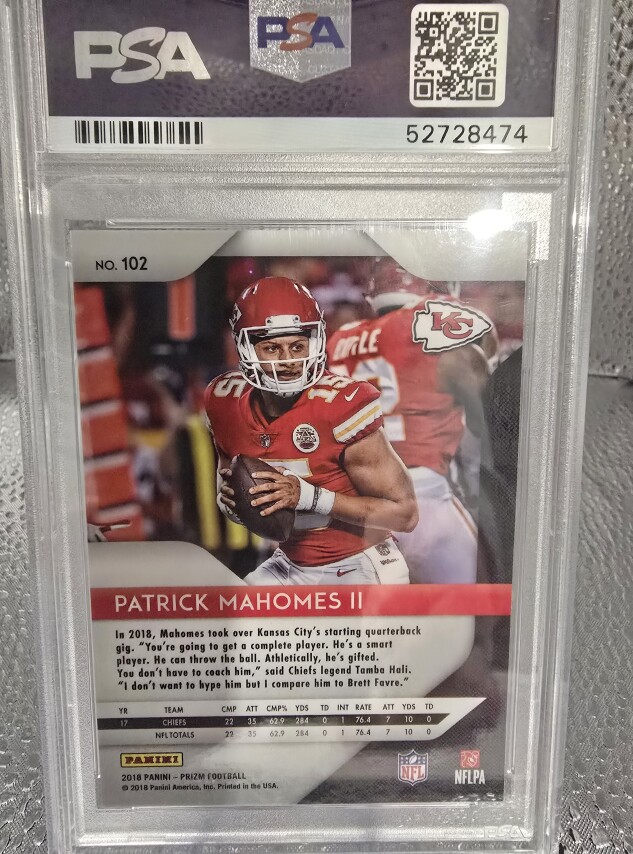 PSA
PSA
52728474
NO. 102
KC
15
15
PATRICK MAHOMES II
In 2018, Mahomes took over Kansas City's starting quarterback
gig. "You're going to get a complete player. He's a smart
player. He can throw the ball. Athletically, he's gifted.
You don't have to coach him," said Chiefs legend Tamba Hali.
"I don't want to hype him but I compare him to Brett Favre."
YR TEAM CMP ATT CMP% YDS TD INT RATE ATT YDS TD
17 CHIEFS 22 35 62.9 284 0 1 76.4 7 10 0
NFL TOTALS 22 35 62.9 284 0 1 76.4 7 10 0
PANINI
NFL
NFLPA
2018 PANINI – PRIZM FOOTBALL
© 2018 Panini America, Inc. Printed in the USA.
PSA